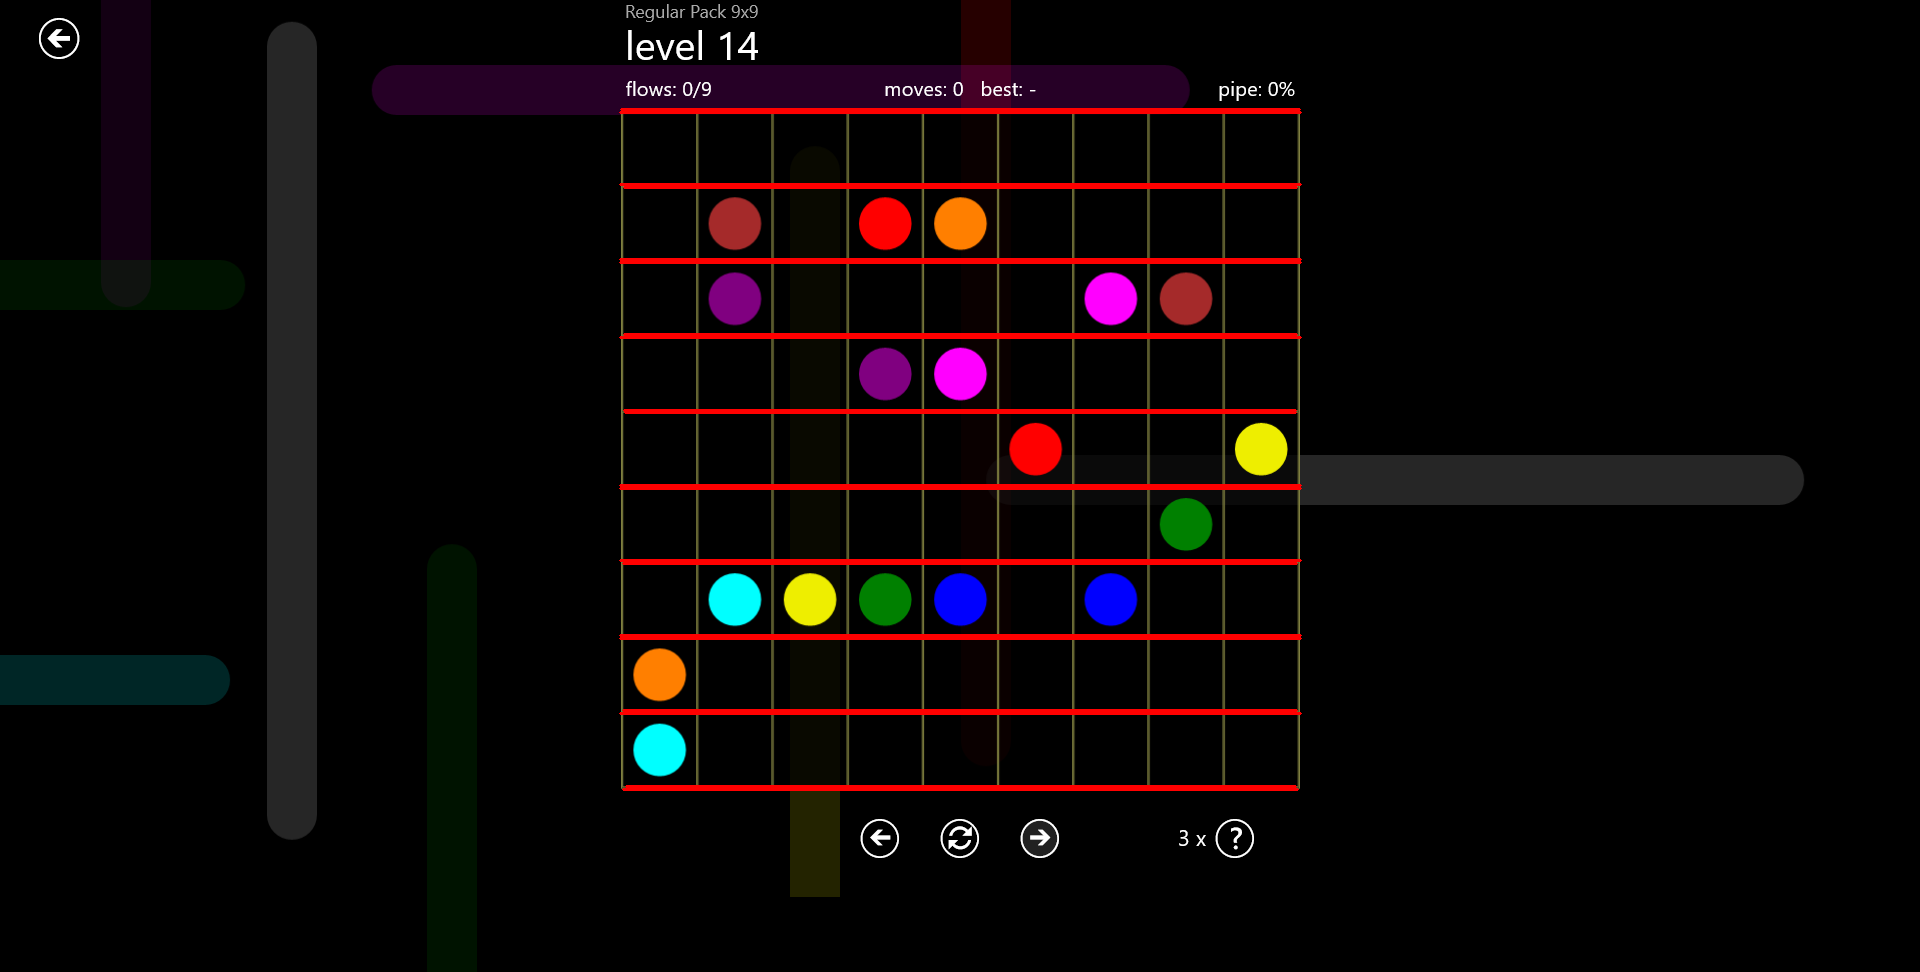 Regular Pack 9x9
level 14
flows: 0/9 moves: 0 best: - pipe: 0%
3 x ?